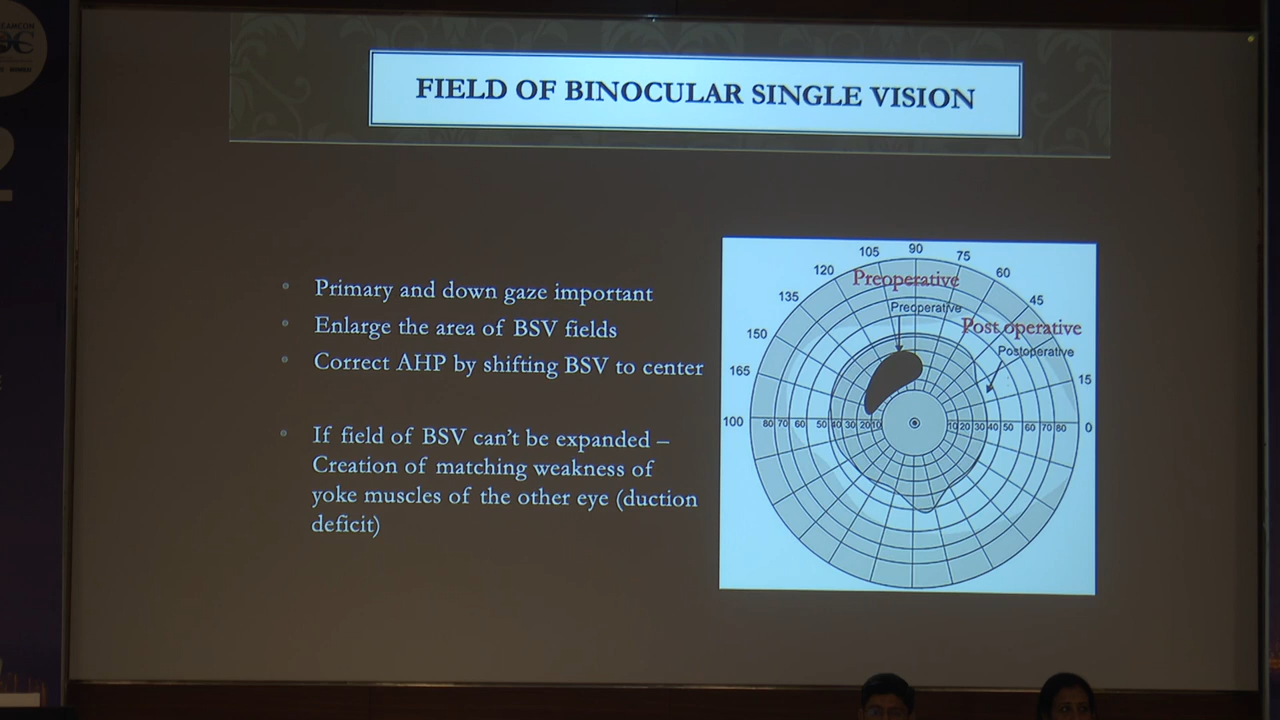 FIELD OF BINOCULAR SINGLE VISION
Primary and down gaze important
Enlarge the area of BSV fields
Correct AHP by shifting BSV to center
If field of BSV can't be expanded –
Creation of matching weakness of
yoke muscles of the other eye (duction
deficit)
105 90 75
120 60
Preoperative
135 45
Preoperative
150
Post operative
Postoperative
165 15
100 80 70 60 50 40 30 20 10 10 20 30 40 50 60 70 80 0